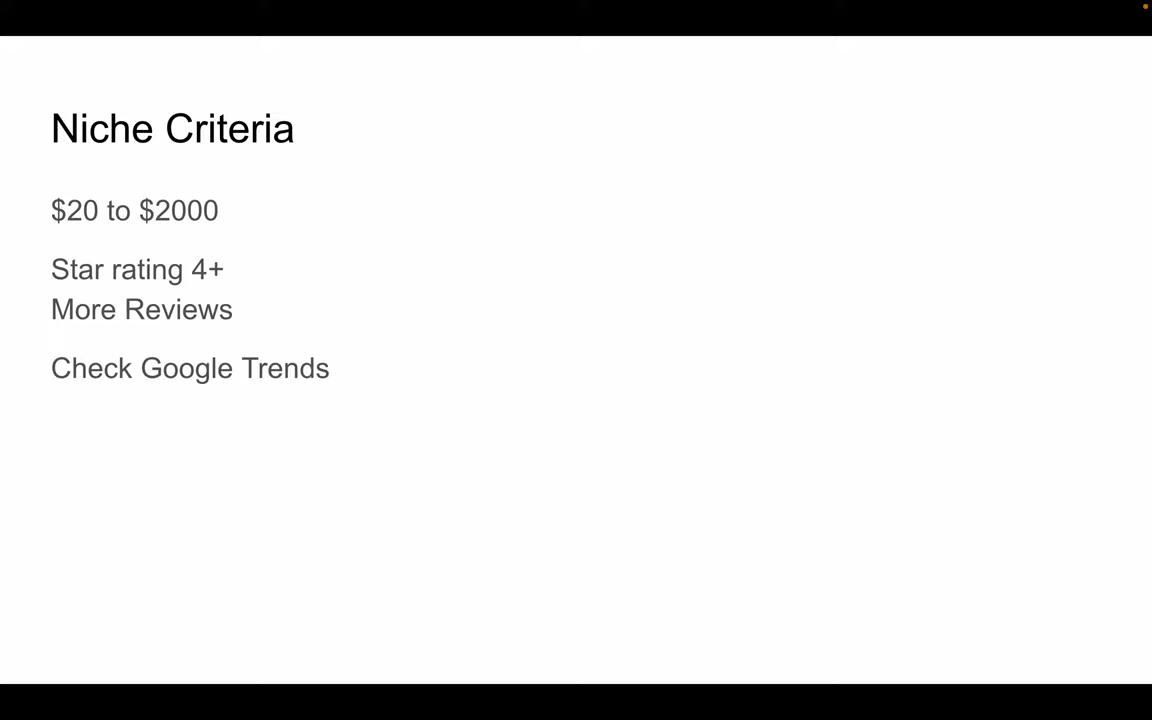 Niche Criteria
$20 to $2000
Star rating 4+
More Reviews
Check Google Trends